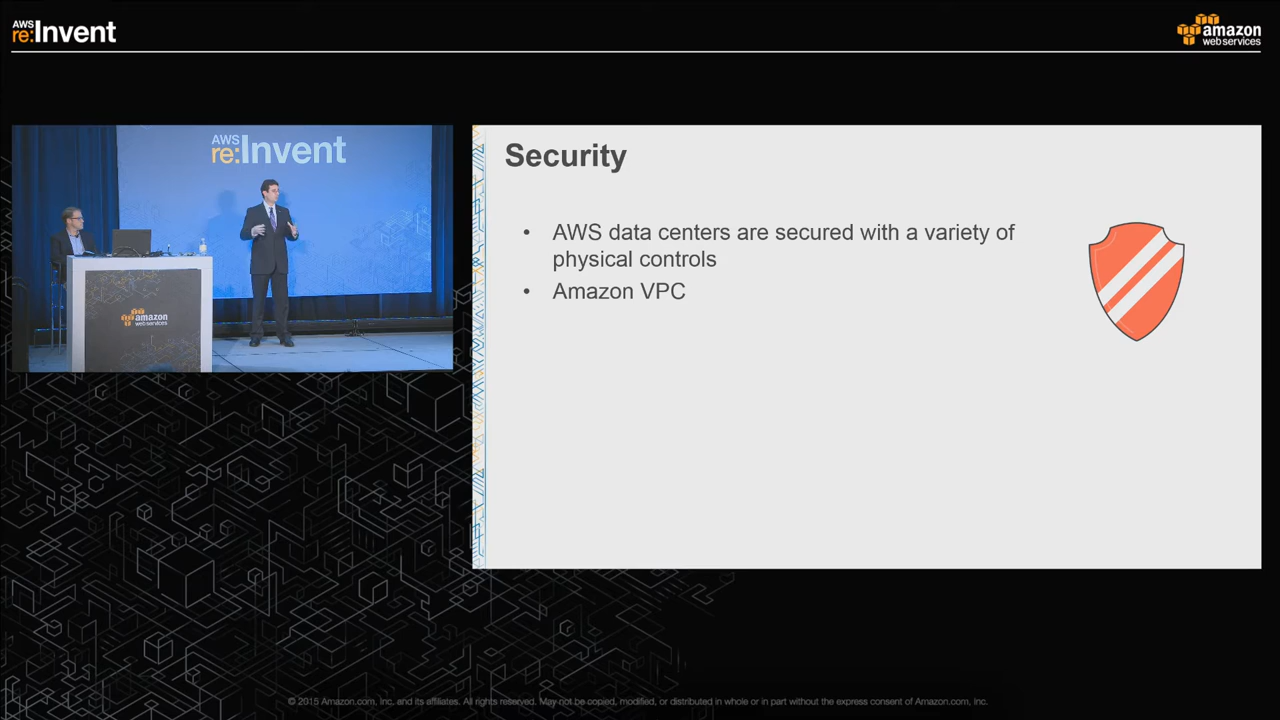 AWS
re:Invent
amazon
web services
AWS
re:Invent
amazon
web services
Security
• AWS data centers are secured with a variety of
physical controls
• Amazon VPC
© 2015 Amazon.com, Inc. and its affiliates. All rights reserved. May not be copied, modified, or distributed in whole or in part without the express consent of Amazon.com, Inc.